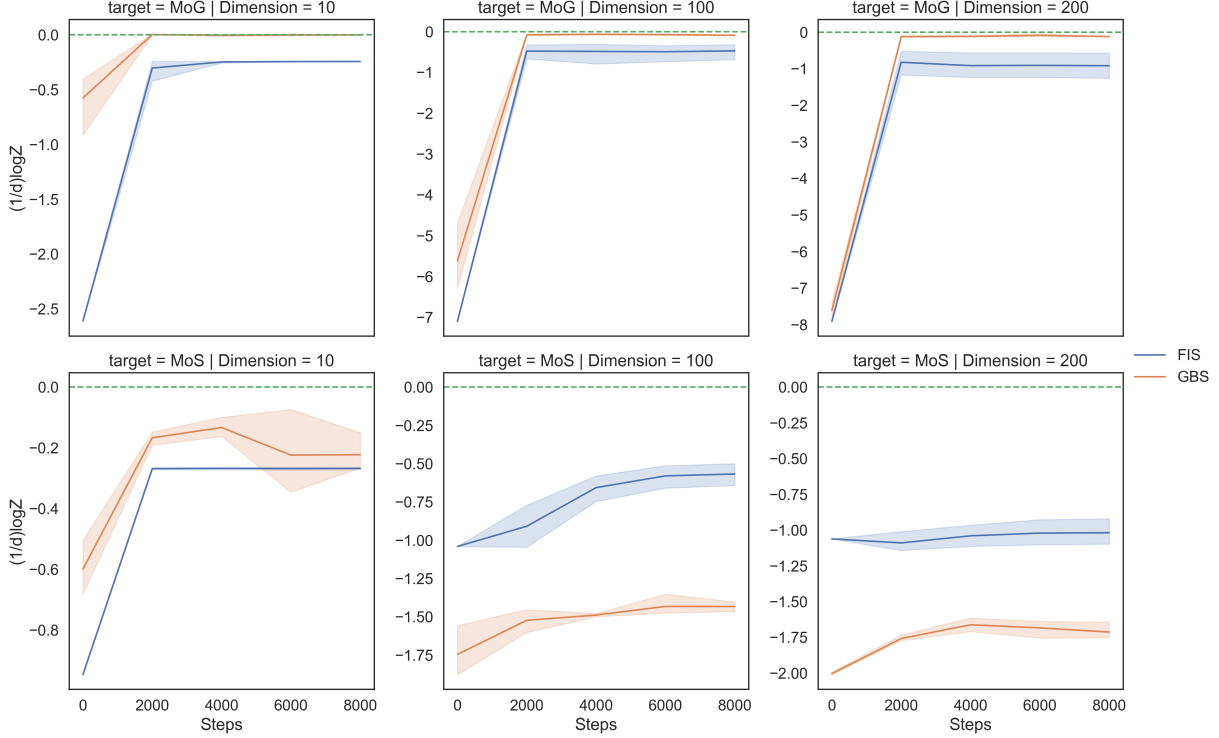 target = MoG | Dimension = 10
target = MoG | Dimension = 100
target = MoG | Dimension = 200
(1/d)logZ
0.0
−0.5
−1.0
−1.5
−2.0
−2.5
0
−1
−2
−3
−4
−5
−6
−7
0
−1
−2
−3
−4
−5
−6
−7
−8
target = MoS | Dimension = 10
target = MoS | Dimension = 100
target = MoS | Dimension = 200
(1/d)logZ
0.0
−0.2
−0.4
−0.6
−0.8
0.00
−0.25
−0.50
−0.75
−1.00
−1.25
−1.50
−1.75
0.00
−0.25
−0.50
−0.75
−1.00
−1.25
−1.50
−1.75
−2.00
0 2000 4000 6000 8000
Steps
0 2000 4000 6000 8000
Steps
0 2000 4000 6000 8000
Steps
FIS
GBS